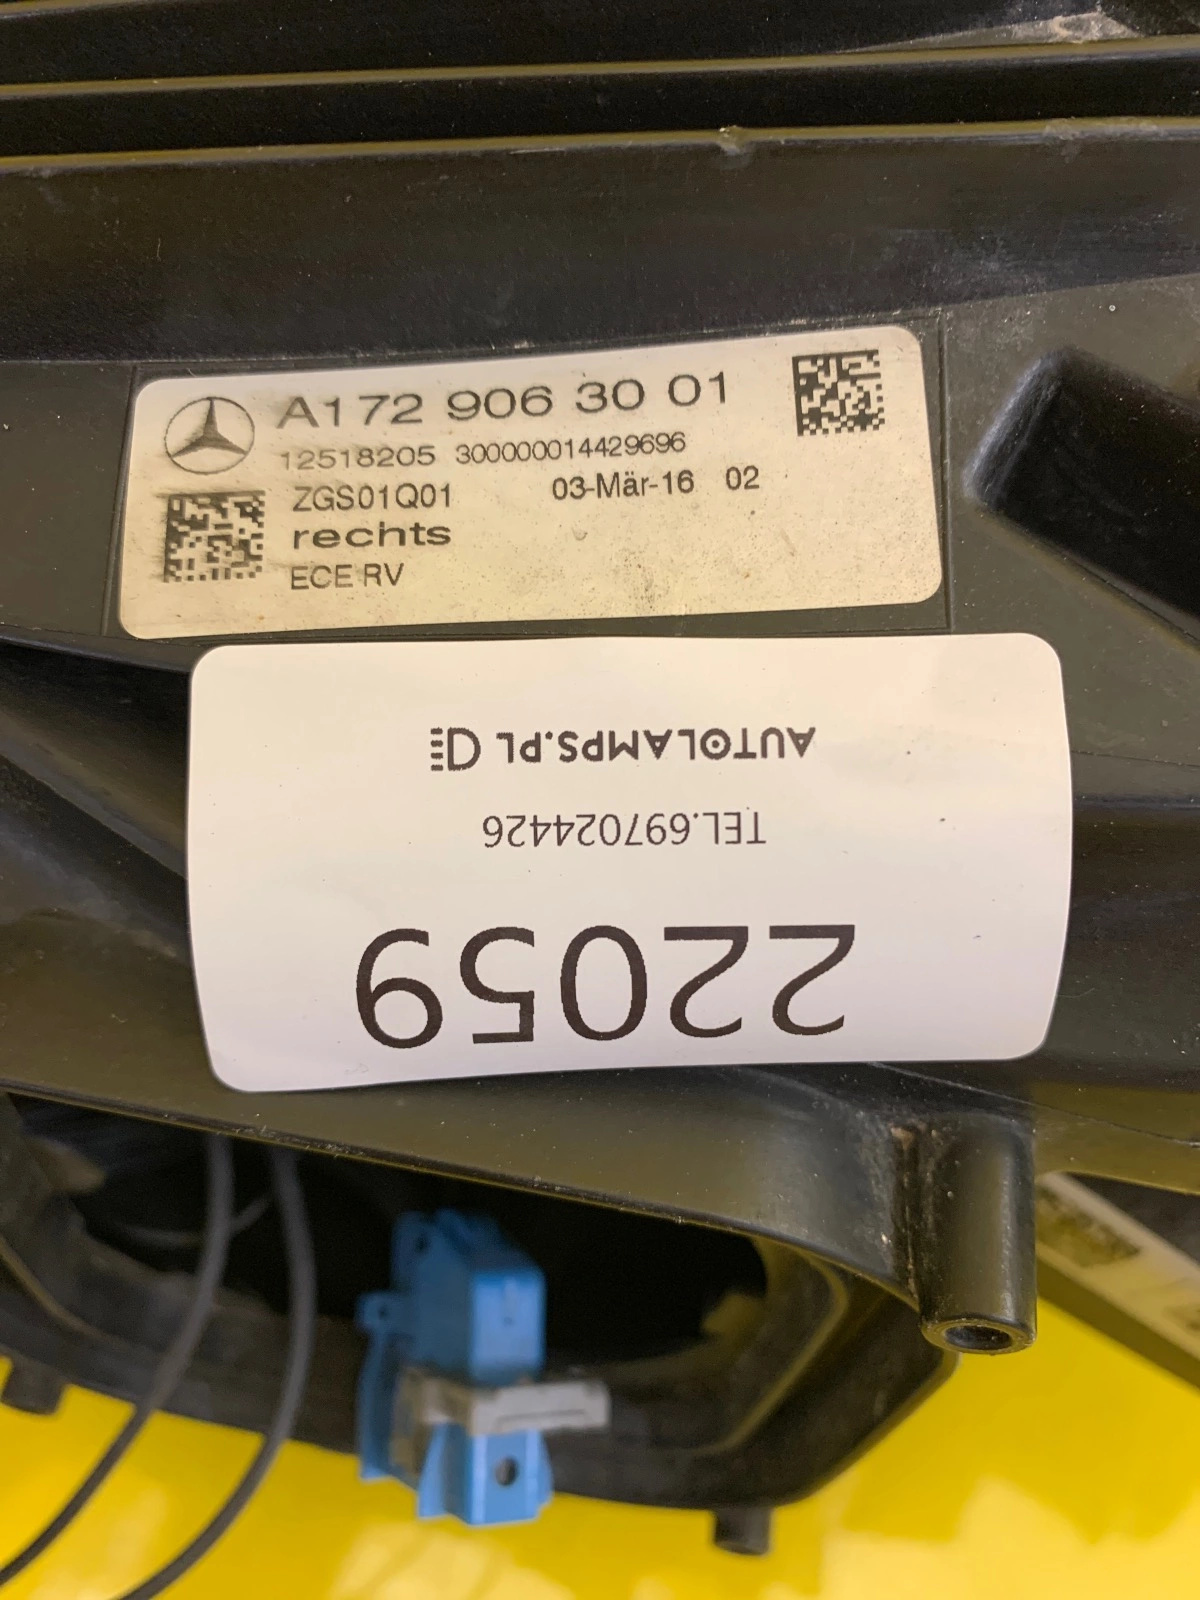 A172 906 30 01
12518205 300000014429696
ZGS01Q01 03-Mär-16 02
rechts
ECE RV
22059
TEL.697024426
AUTOLAMPS.PL